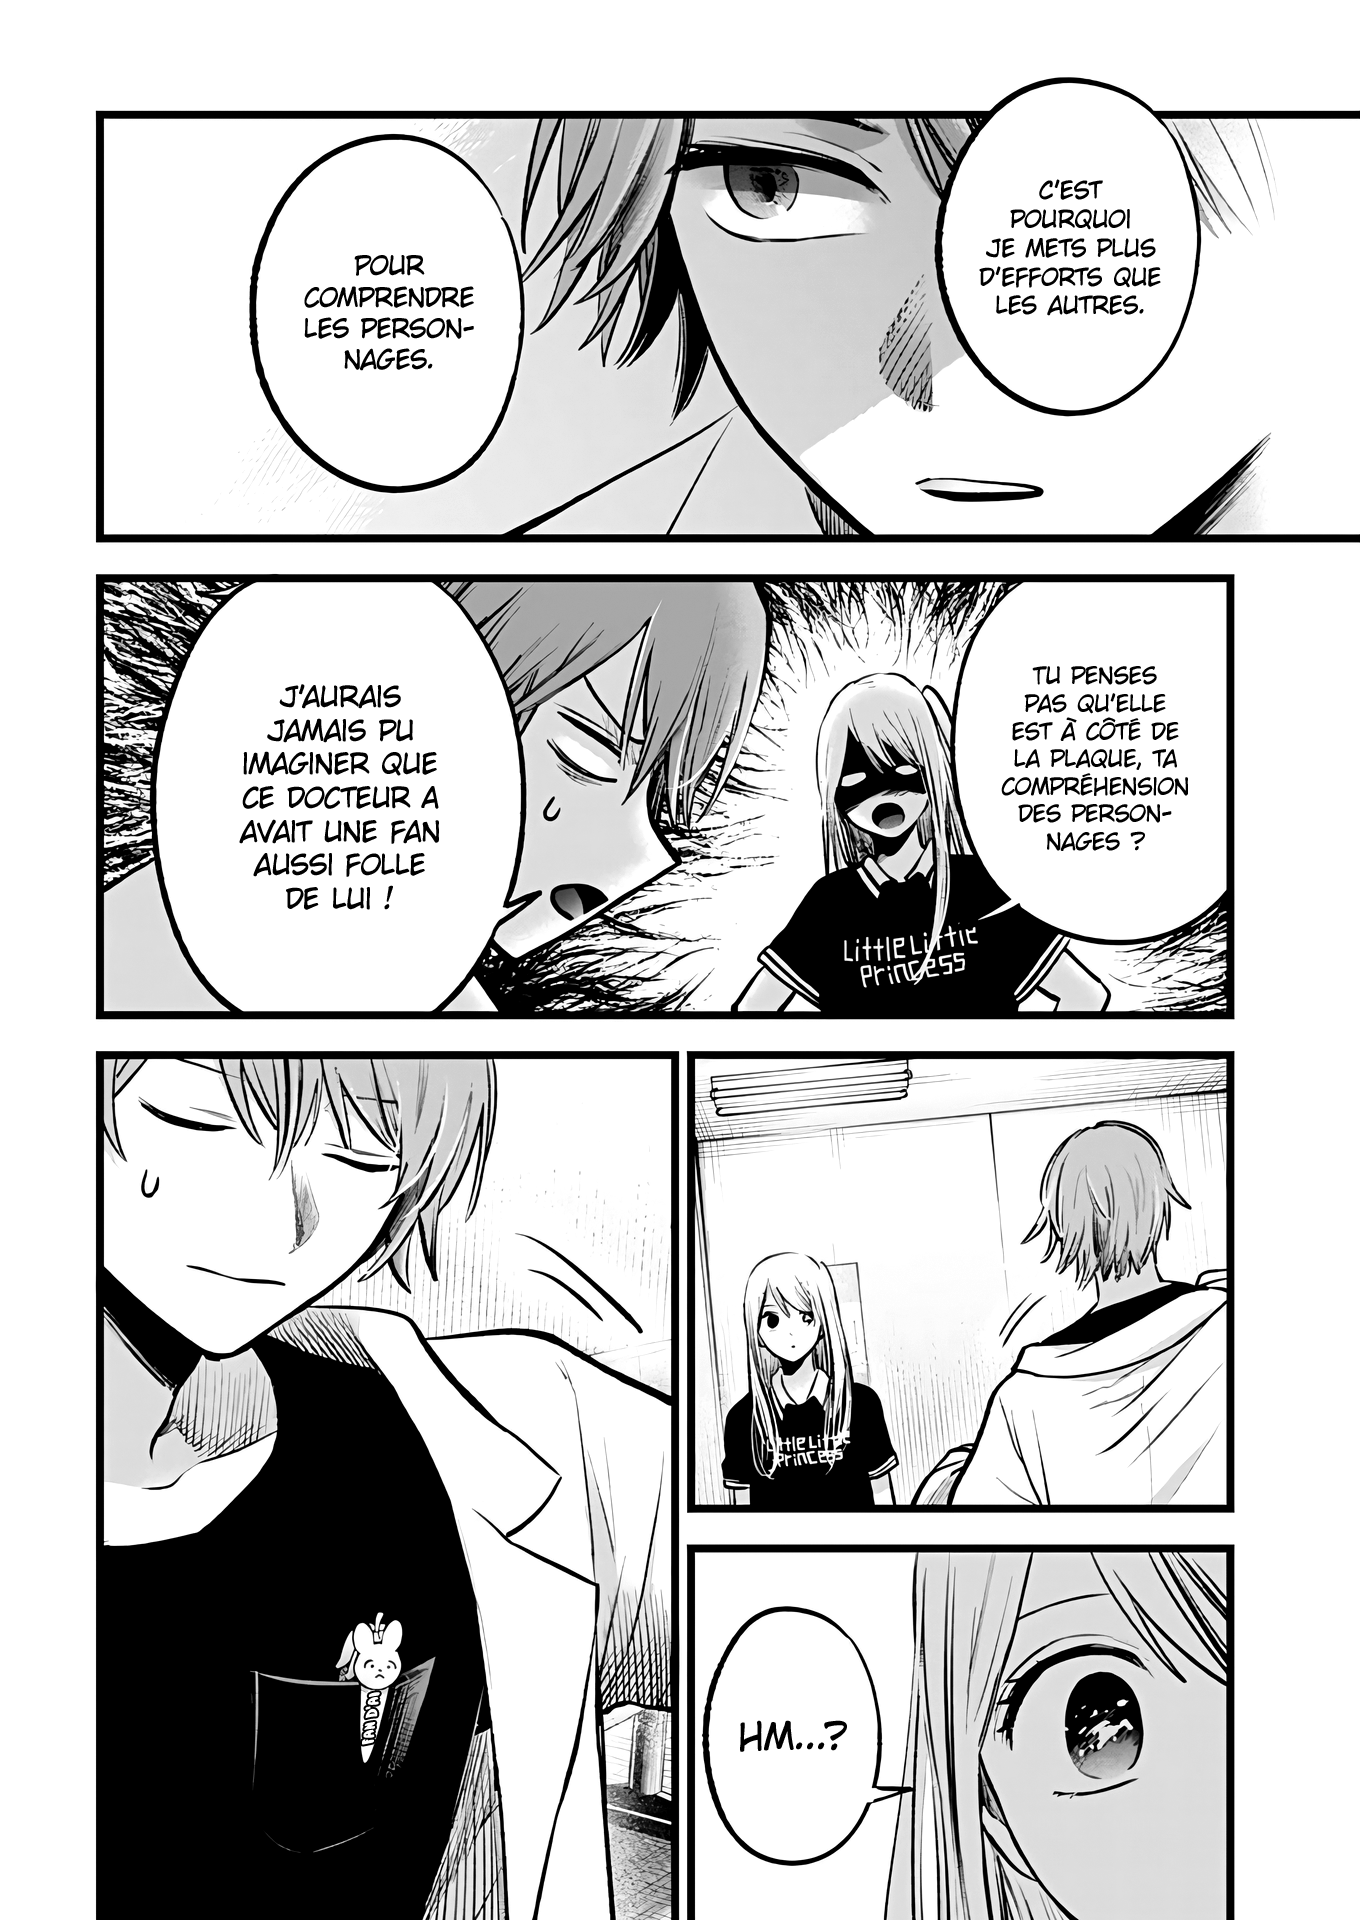 C'EST
POURQUOI
JE METS PLUS
D'EFFORTS QUE
LES AUTRES.
POUR
COMPRENDRE
LES PERSON-
NAGES.
TU PENSES
PAS QU'ELLE
EST À CÔTÉ DE
LA PLAQUE, TA
COMPRÉHENSION
DES PERSON-
NAGES ?
LittLe Little
Princess
J'AURAIS
JAMAIS PU
IMAGINER QUE
CE DOCTEUR A
AVAIT UNE FAN
AUSSI FOLLE
DE LUI !
Little Little
Princess
HM...?